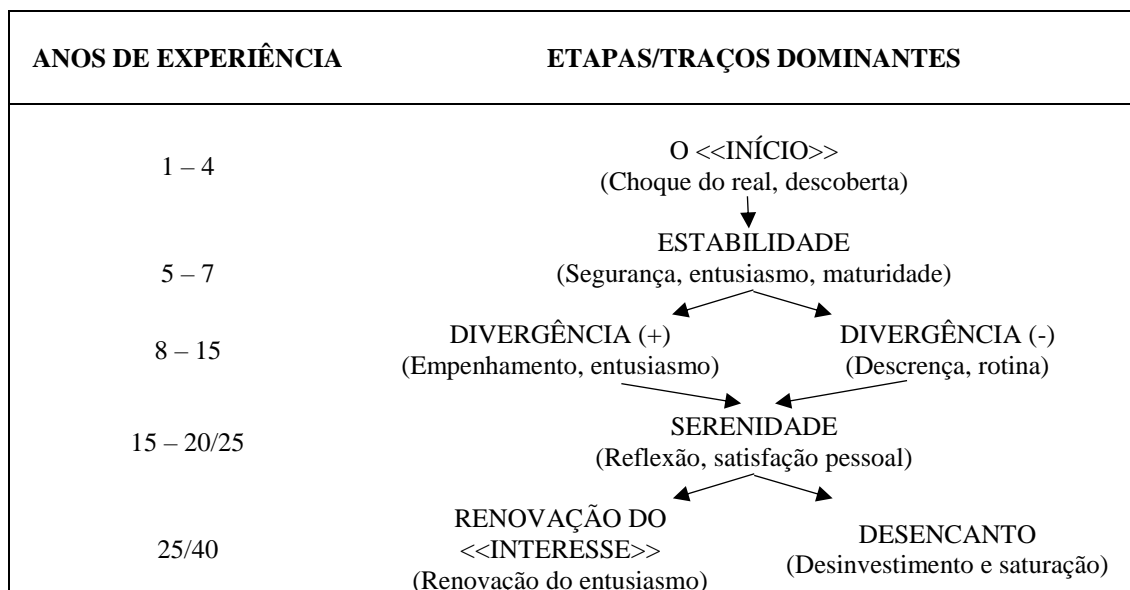 ANOS DE EXPERIÊNCIA
ETAPAS/TRAÇOS DOMINANTES
1 – 4
O <<INÍCIO>>
(Choque do real, descoberta)
5 – 7
ESTABILIDADE
(Segurança, entusiasmo, maturidade)
8 – 15
DIVERGÊNCIA (+)
(Empenhamento, entusiasmo)
DIVERGÊNCIA (-)
(Descrença, rotina)
15 – 20/25
SERENIDADE
(Reflexão, satisfação pessoal)
25/40
RENOVAÇÃO DO
<<INTERESSE>>
(Renovação do entusiasmo)
DESENCANTO
(Desinvestimento e saturação)